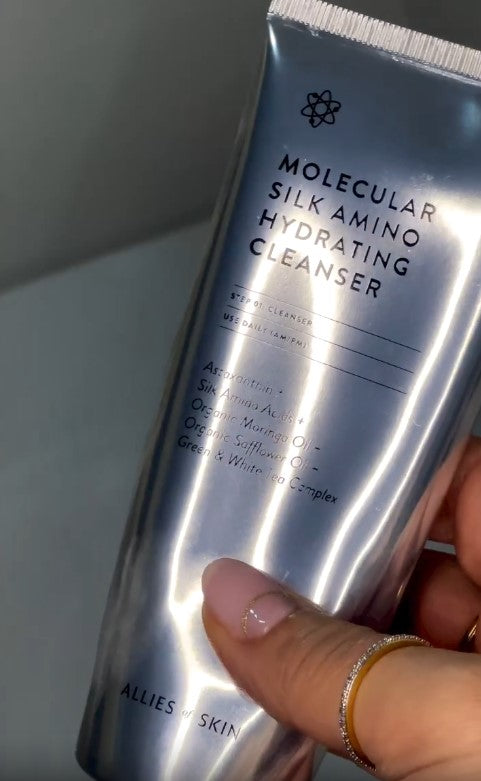 MOLECULAR
SILK AMINO
HYDRATING
CLEANSER
STEP 01 CLEANSER
USE DAILY (AM/PM)
Astaxanthin +
Silk Amino Acids +
Organic Moringa Oil +
Organic Safflower Oil +
Green & White Tea Complex
ALLIES of SKIN